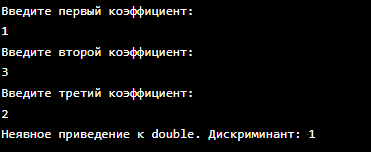 Введите первый коэффициент:
1
Введите второй коэффициент:
3
Введите третий коэффициент:
2
Неявное приведение к double. Дискриминант: 1